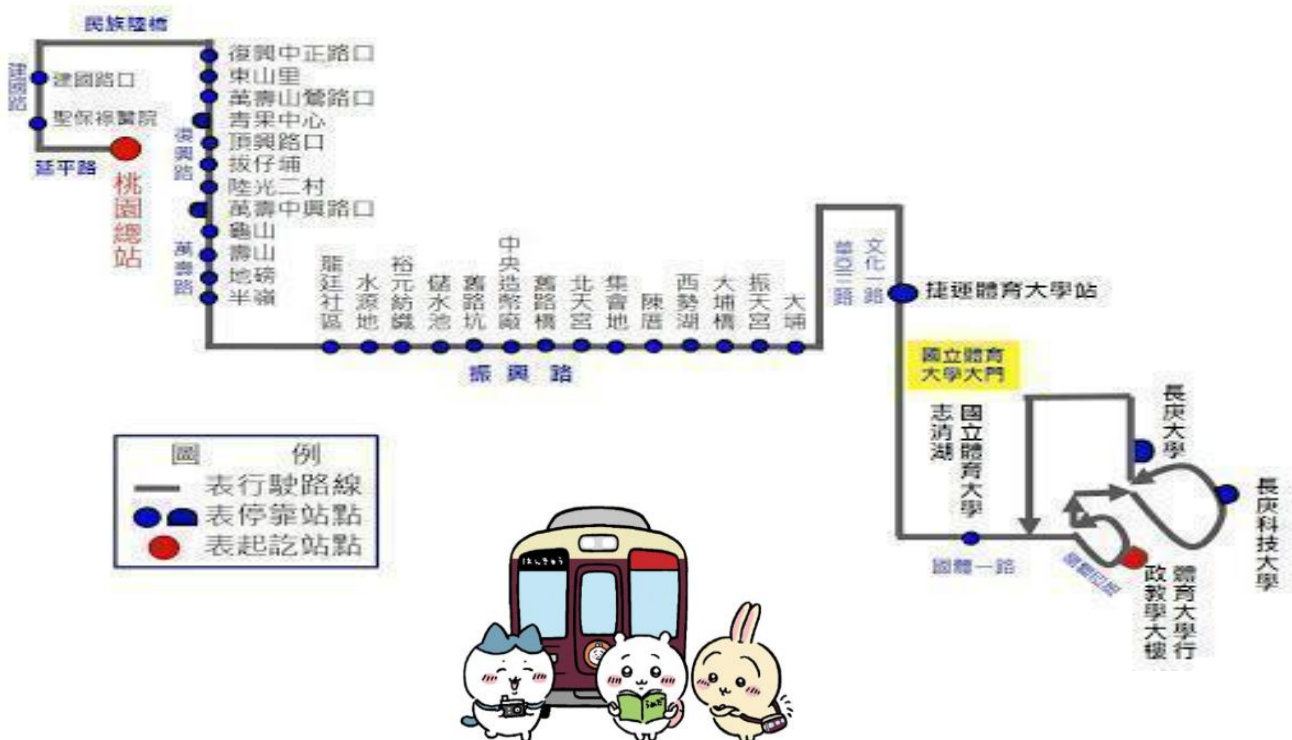 民族陸橋
建國路
建國路口
聖保祿醫院
延平路
桃園總站
復興中正路口
東山里
萬壽山鶯路口
青果中心
頂興路口
拔仔埔
陸光二村
萬壽中興路口
龜山
壽山
地磅
半嶺
復興路
萬壽路
龍廷社區
水源地
裕元紡織
儲水池
舊路坑
中央造幣廠
舊路橋
北天宮
集會地
陳厝
西勢湖
大埔橋
振天宮
大埔
振興路
華亞三路
文化一路
捷運體育大學站
國立體育
大學大門
國立體育大學
志清湖
國體一路
長庚大學
長庚科技大學
體育大學行
政教學大樓
圖例
表行駛路線
表停靠站點
表起訖站點
はんきゅう
うめだ